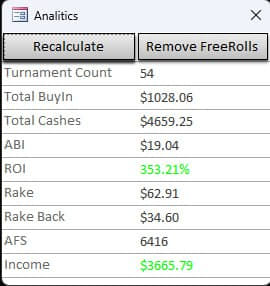 Analitics
Recalculate Remove FreeRolls
Turnament Count 54
Total BuyIn $1028.06
Total Cashes $4659.25
ABI $19.04
ROI 353.21%
Rake $62.91
Rake Back $34.60
AFS 6416
Income $3665.79